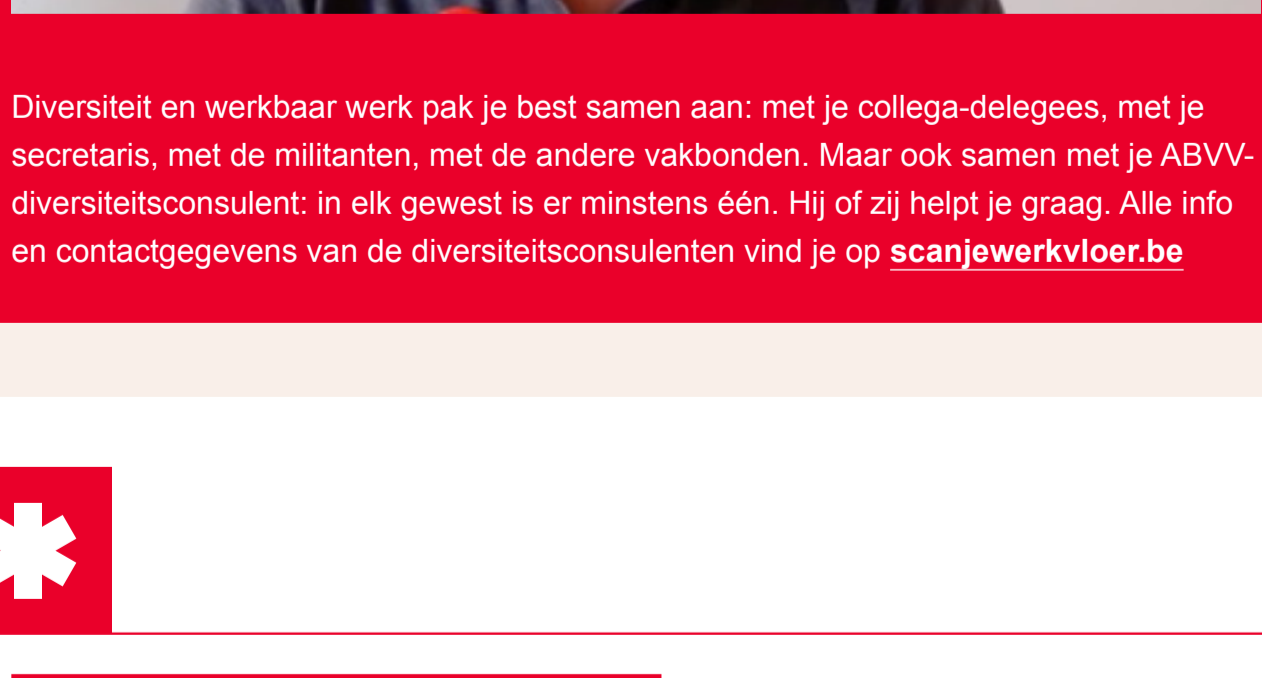 Diversiteit en werkbaar werk pak je best samen aan: met je collega-delegees, met je
secretaris, met de militanten, met de andere vakbonden. Maar ook samen met je ABVV-
diversiteitsconsulent: in elk gewest is er minstens één. Hij of zij helpt je graag. Alle info
en contactgegevens van de diversiteitsconsulenten vind je op scanjewerkvloer.be